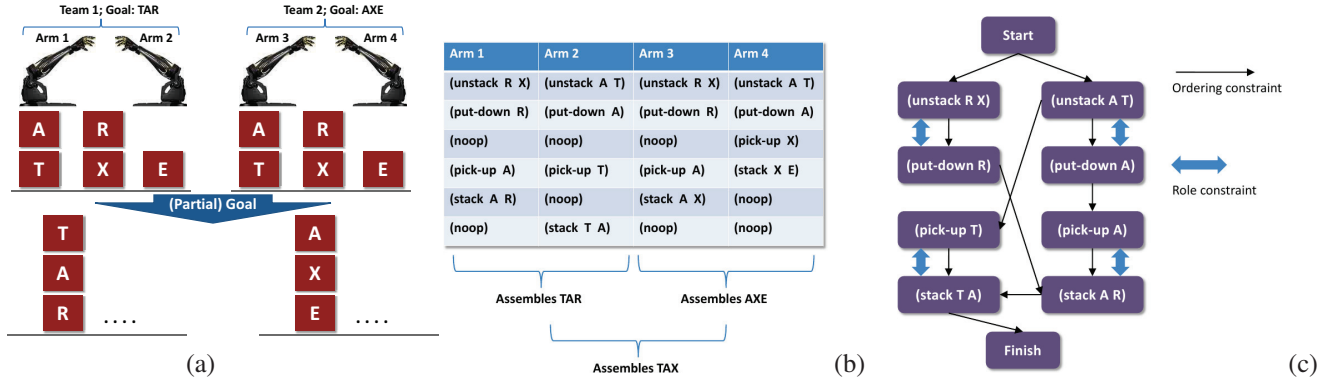 Team 1; Goal: TAR
Arm 1 Arm 2
A R
T X E
Team 2; Goal: AXE
Arm 3 Arm 4
A R
T X E
(Partial) Goal
T
A
R ....
A
X
E ....
(a)
Arm 1 Arm 2 Arm 3 Arm 4
(unstack R X) (unstack A T) (unstack R X) (unstack A T)
(put-down R) (put-down A) (put-down R) (put-down A)
(noop) (noop) (noop) (pick-up X)
(pick-up A) (pick-up T) (pick-up A) (stack X E)
(stack A R) (noop) (stack A X) (noop)
(noop) (stack T A) (noop) (noop)
Assembles TAR Assembles AXE
Assembles TAX
(b)
Start
(unstack R X) (unstack A T)
(put-down R) (put-down A)
(pick-up T) (pick-up A)
(stack T A) (stack A R)
Finish
Ordering constraint
Role constraint
(c)